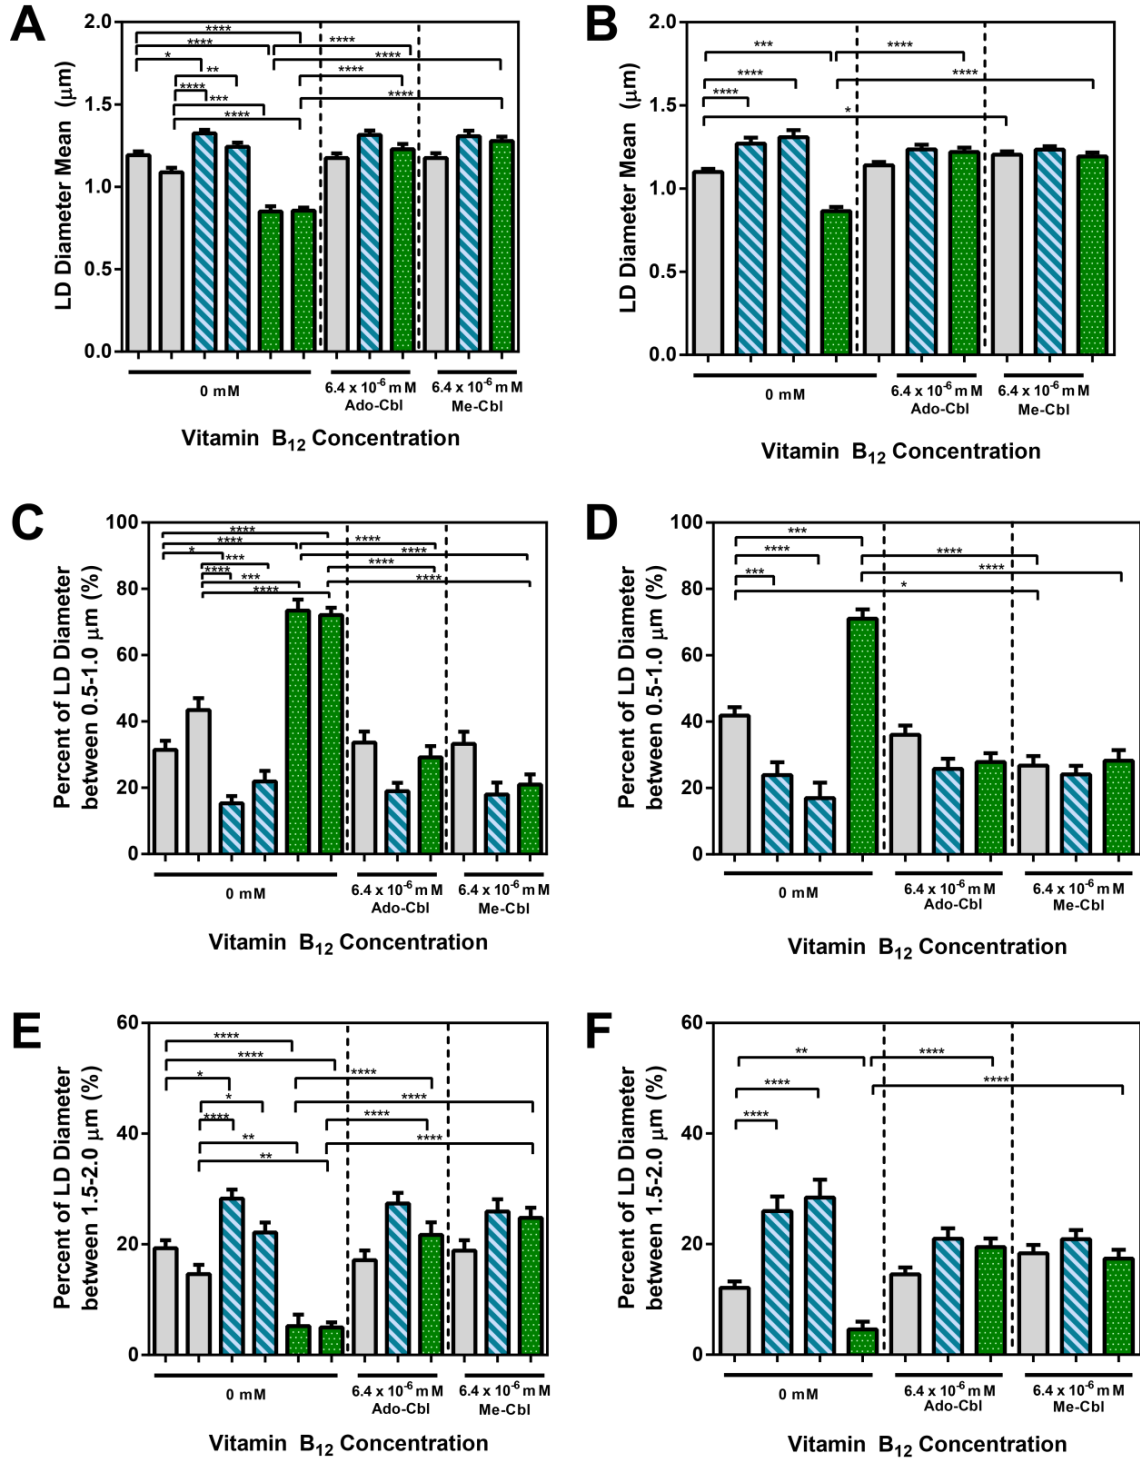 A
LD Diameter Mean (μm)
2.0
1.5
1.0
0.5
0.0
****
****
*
**
****
***
****
****
****
****
****
0 mM
6.4 x 10⁻⁶ mM
Ado-Cbl
6.4 x 10⁻⁶ mM
Me-Cbl
Vitamin B₁₂ Concentration
B
LD Diameter Mean (μm)
2.0
1.5
1.0
0.5
0.0
***
****
****
****
****
*
0 mM
6.4 x 10⁻⁶ mM
Ado-Cbl
6.4 x 10⁻⁶ mM
Me-Cbl
Vitamin B₁₂ Concentration
C
Percent of LD Diameter
between 0.5-1.0 μm (%)
100
80
60
40
20
0
****
****
*
***
****
***
****
****
****
****
****
0 mM
6.4 x 10⁻⁶ mM
Ado-Cbl
6.4 x 10⁻⁶ mM
Me-Cbl
Vitamin B₁₂ Concentration
D
Percent of LD Diameter
between 0.5-1.0 μm (%)
100
80
60
40
20
0
***
****
***
****
****
*
0 mM
6.4 x 10⁻⁶ mM
Ado-Cbl
6.4 x 10⁻⁶ mM
Me-Cbl
Vitamin B₁₂ Concentration
E
Percent of LD Diameter
between 1.5-2.0 μm (%)
60
40
20
0
****
****
*
*
****
**
**
****
****
****
****
0 mM
6.4 x 10⁻⁶ mM
Ado-Cbl
6.4 x 10⁻⁶ mM
Me-Cbl
Vitamin B₁₂ Concentration
F
Percent of LD Diameter
between 1.5-2.0 μm (%)
60
40
20
0
**
****
****
****
****
0 mM
6.4 x 10⁻⁶ mM
Ado-Cbl
6.4 x 10⁻⁶ mM
Me-Cbl
Vitamin B₁₂ Concentration